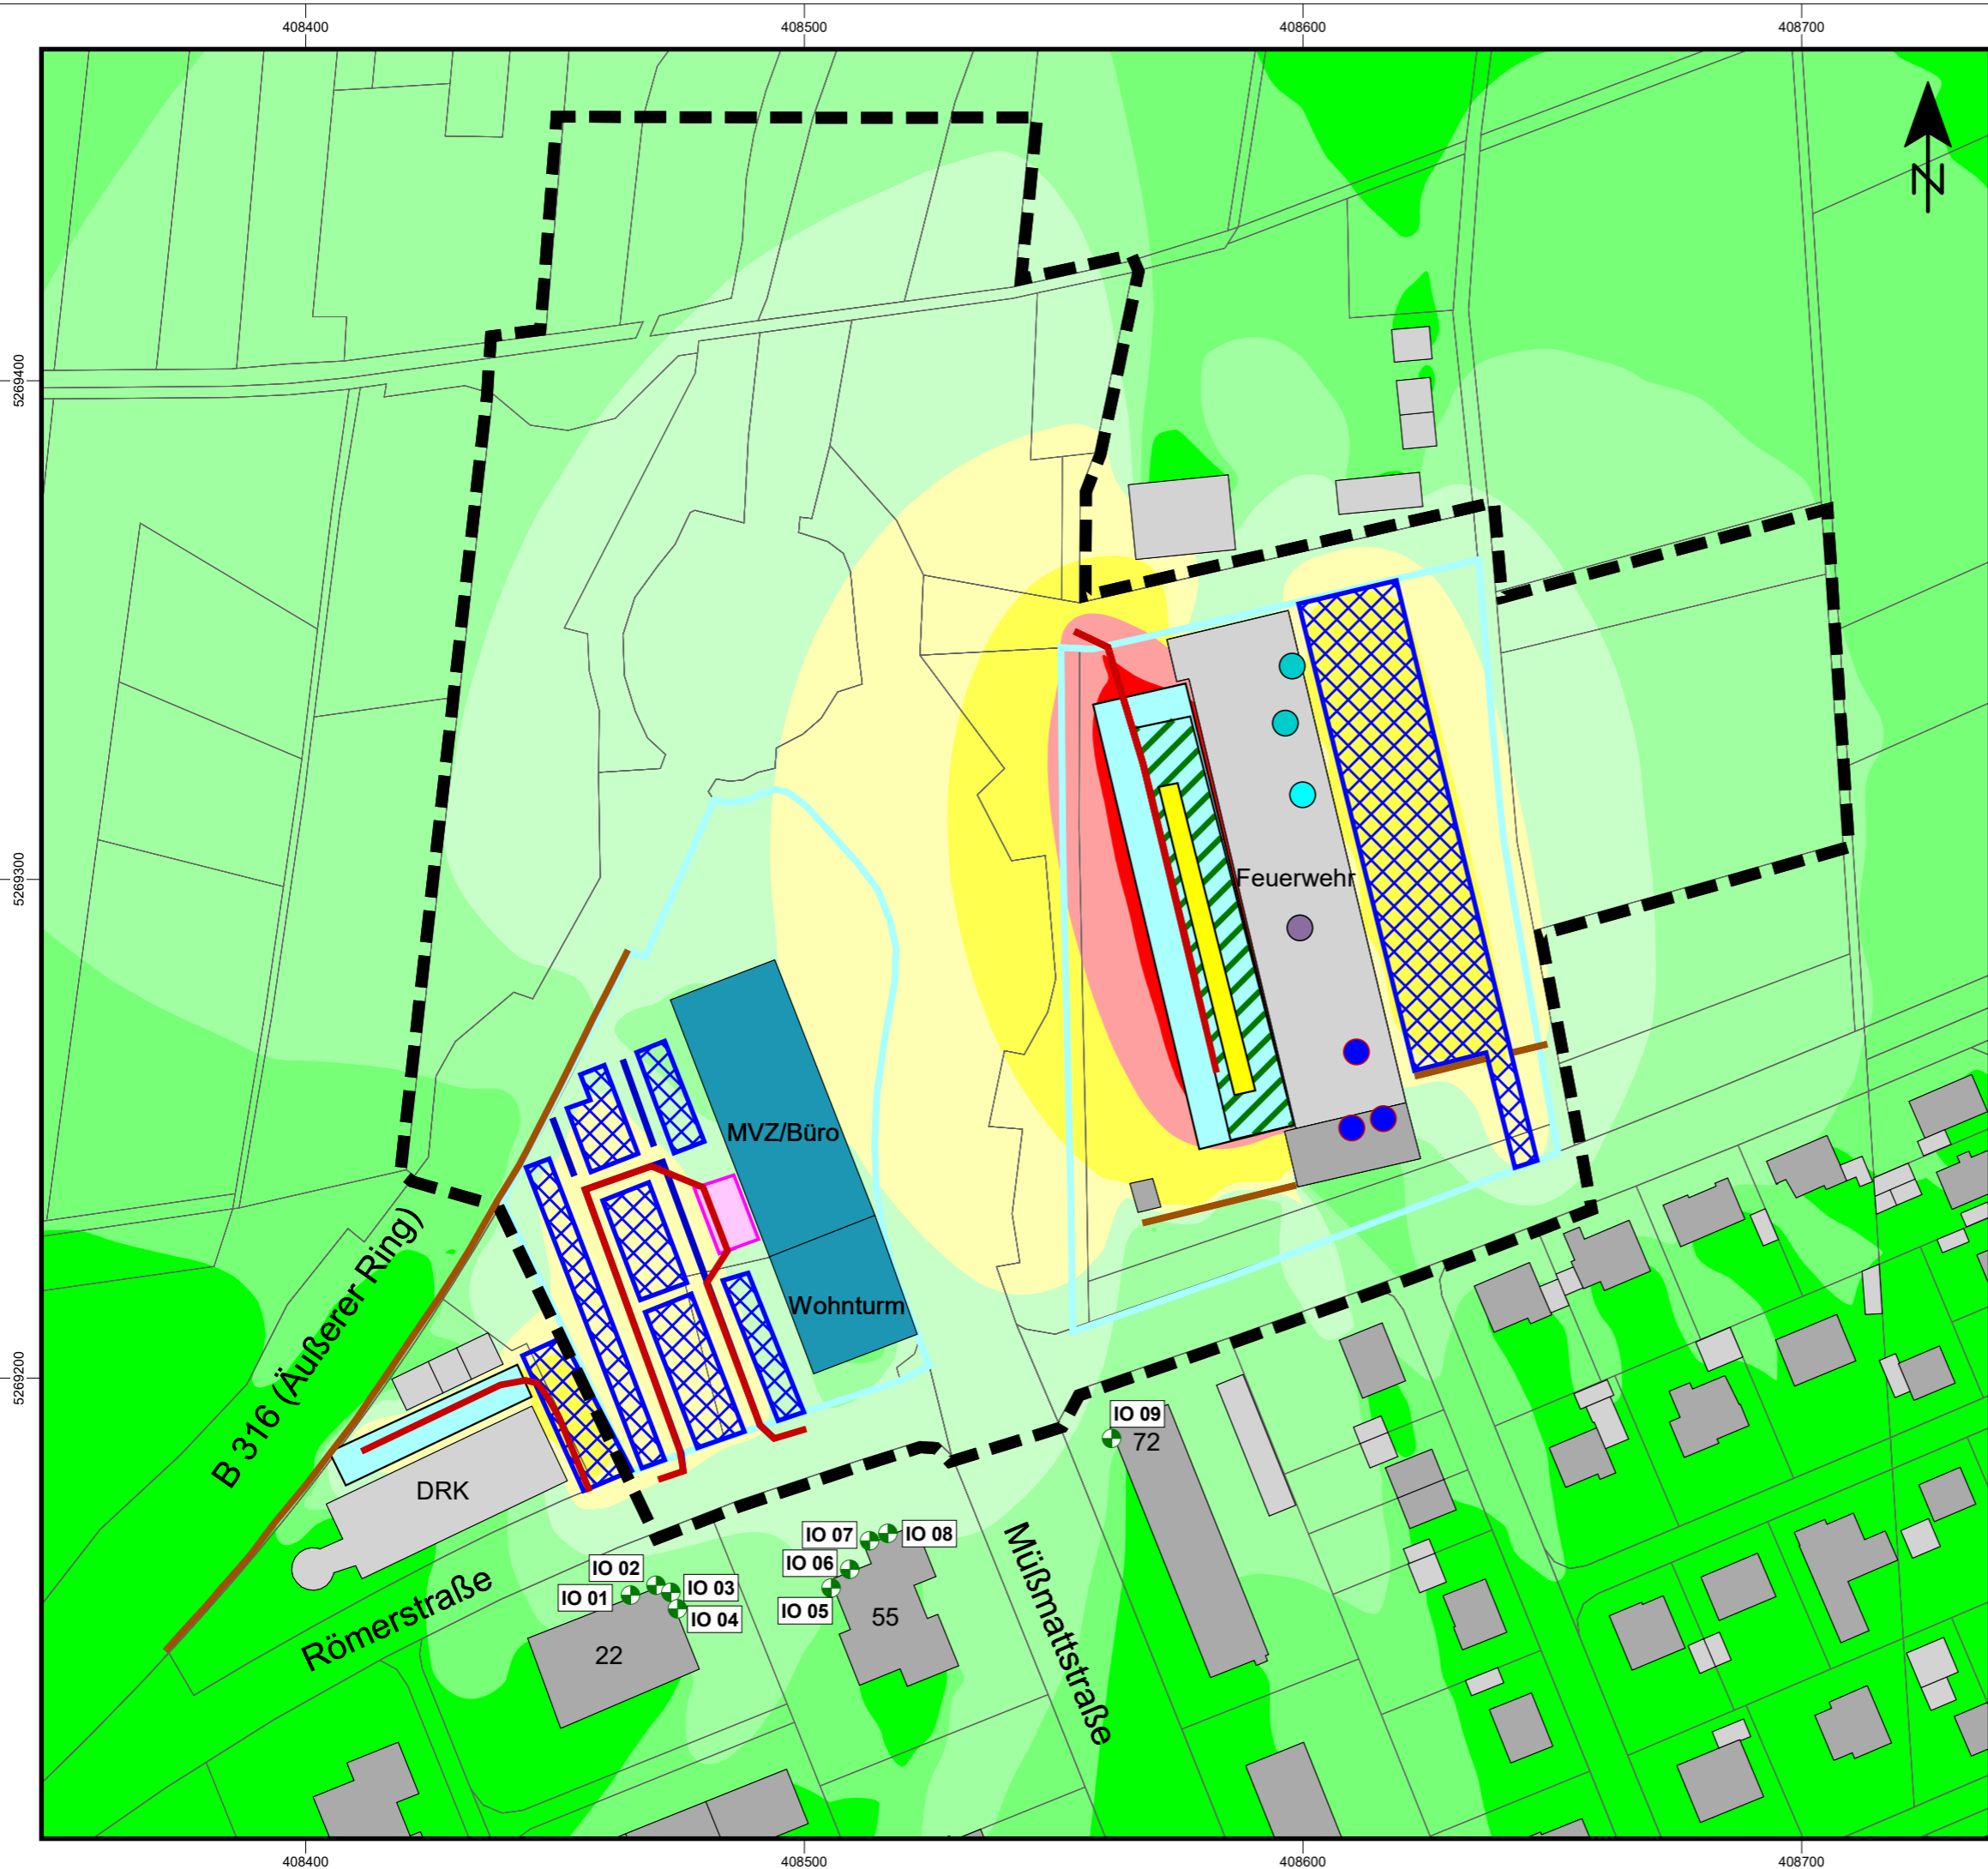 408400
408500
408600
408700
N
5269400
5269300
5269200
Feuerwehr
MVZ/Büro
Wohnturm
B 316 (Äußerer Ring)
DRK
IO 09
72
IO 07
IO 08
IO 06
IO 05
IO 02
IO 01
IO 03
IO 04
55
22
Römerstraße
Müßmattstraße
408400
408500
408600
408700